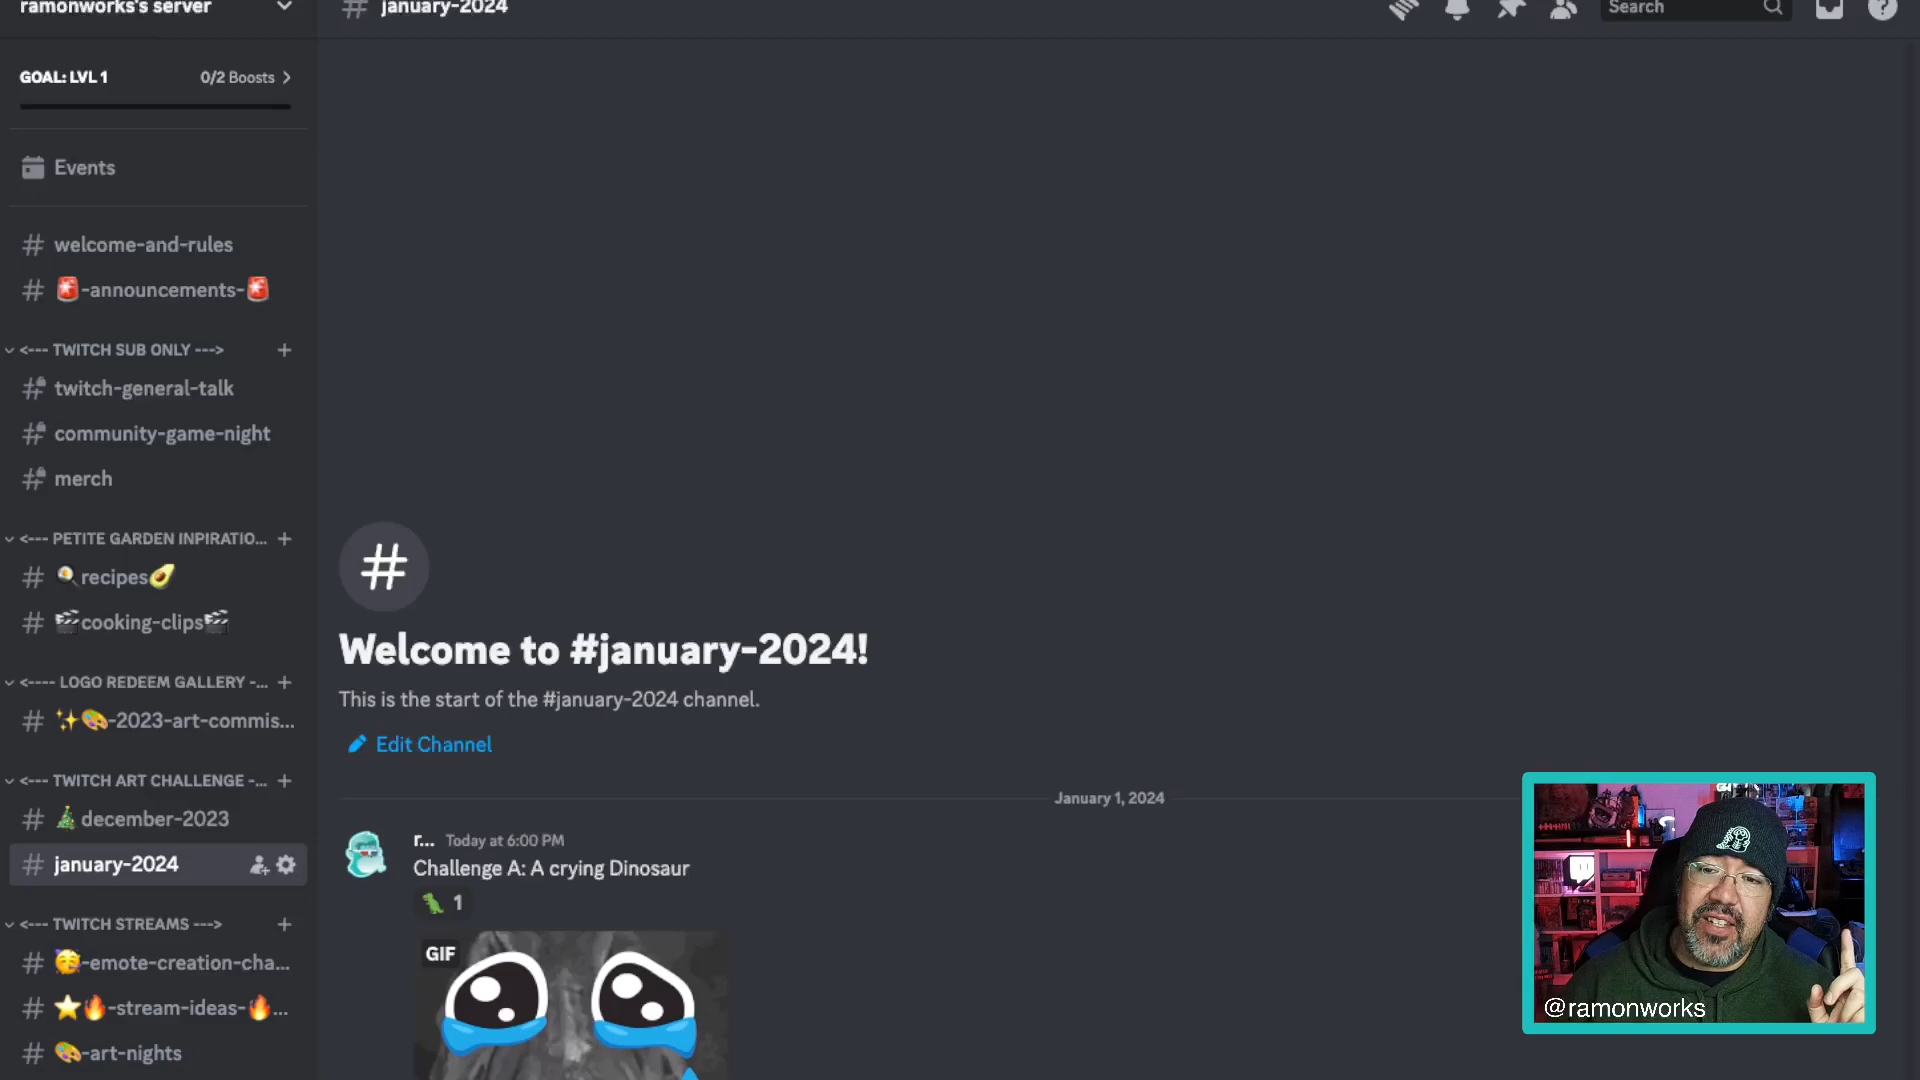 ramonworks's server
GOAL: LVL 1
0/2 Boosts
Events
welcome-and-rules
-announcements-
<--- TWITCH SUB ONLY --->
twitch-general-talk
community-game-night
merch
<--- PETITE GARDEN INPIRATIO...
recipes
cooking-clips
<---- LOGO REDEEM GALLERY -...
-2023-art-commis...
<--- TWITCH ART CHALLENGE -...
december-2023
january-2024
<--- TWITCH STREAMS --->
-emote-creation-cha...
-stream-ideas-...
-art-nights
january-2024
Search
Welcome to #january-2024!
This is the start of the #january-2024 channel.
Edit Channel
January 1, 2024
r... Today at 6:00 PM
Challenge A: A crying Dinosaur
1
GIF
@ramonworks